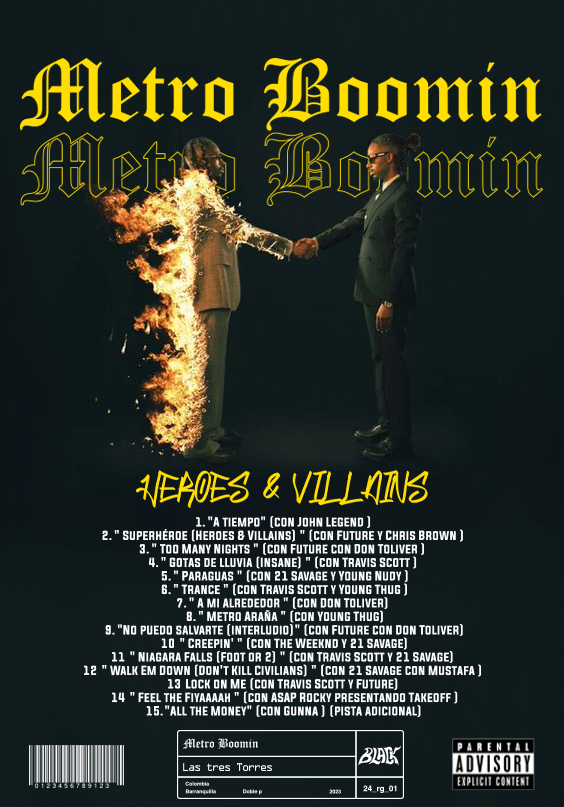 Metro Boomin
Metro Boomin
HEROES & VILLAINS
1. "A TIEMPO" (CON JOHN LEGEND )
2. " SUPERHÉROE (HEROES & VILLAINS) " (CON FUTURE Y CHRIS BROWN )
3. " TOO MANY NIGHTS " (CON FUTURE CON DON TOLIVER )
4. " GOTAS DE LLUVIA (INSANE) " (CON TRAVIS SCOTT )
5. " PARAGUAS " (CON 21 SAVAGE Y YOUNG NUDY )
6. " TRANCE " (CON TRAVIS SCOTT Y YOUNG THUG )
7. " A MI ALREDEDOR " (CON DON TOLIVER)
8. " METRO ARAÑA " (CON YOUNG THUG)
9. "NO PUEDO SALVARTE (INTERLUDIO)" (CON FUTURE CON DON TOLIVER)
10 " CREEPIN' " (CON THE WEEKND Y 21 SAVAGE)
11 " NIAGARA FALLS (FOOT OR 2) " (CON TRAVIS SCOTT Y 21 SAVAGE)
12 " WALK EM DOWN (DON'T KILL CIVILIANS) " (CON 21 SAVAGE CON MUSTAFA )
13 LOCK ON ME (CON TRAVIS SCOTT Y FUTURE)
14 " FEEL THE FIYAAAAH " (CON ASAP ROCKY PRESENTANDO TAKEOFF )
15. "ALL THE MONEY" (CON GUNNA ) (PISTA ADICIONAL)
0123456789123
Metro Boomin
Las tres Torres
Colombia
Barranquilla Doble p 2023
BLACK
24_rg_01
PARENTAL
ADVISORY
EXPLICIT CONTENT